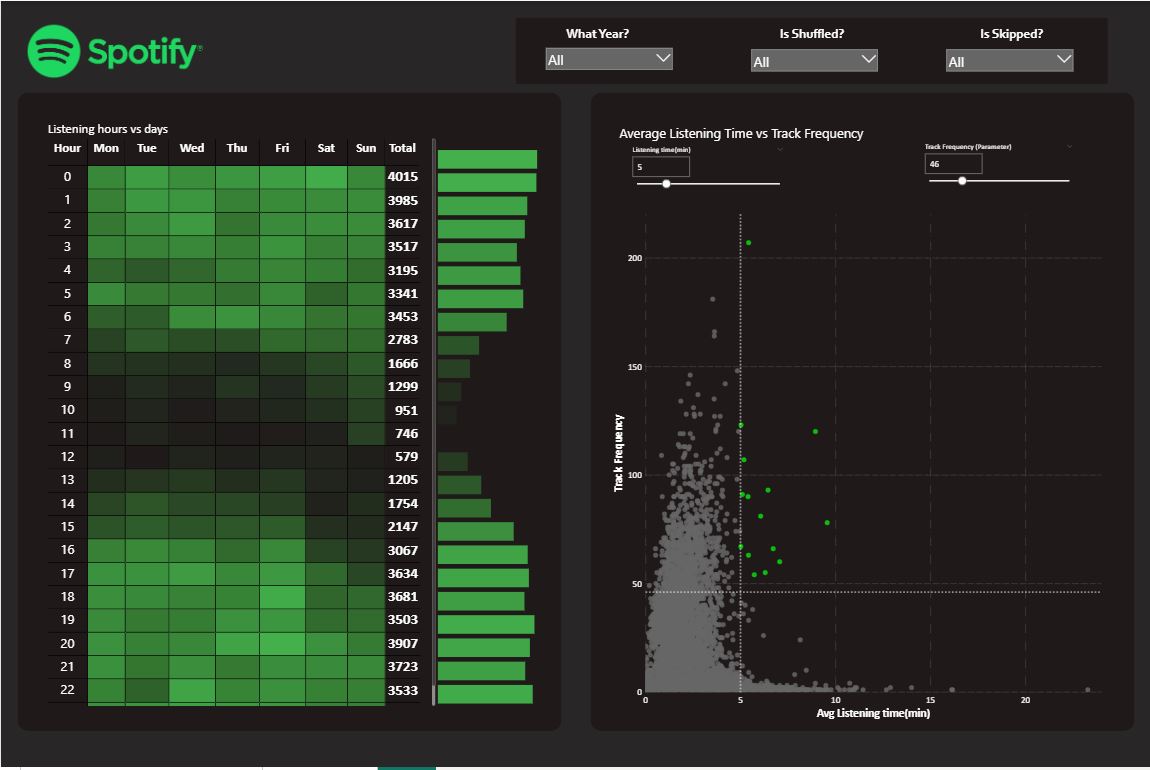 Spotify®
What Year?
Is Shuffled?
Is Skipped?
All
All
All
Listening hours vs days
Hour Mon Tue Wed Thu Fri Sat Sun Total
0 4015
1 3985
2 3617
3 3517
4 3195
5 3341
6 3453
7 2783
8 1666
9 1299
10 951
11 746
12 579
13 1205
14 1754
15 2147
16 3067
17 3634
18 3681
19 3503
20 3907
21 3723
22 3533
Average Listening Time vs Track Frequency
Listening time(min)
5
Track Frequency (Parameter)
46
Track Frequency
200
150
100
50
0
0 5 10 15 20
Avg Listening time(min)